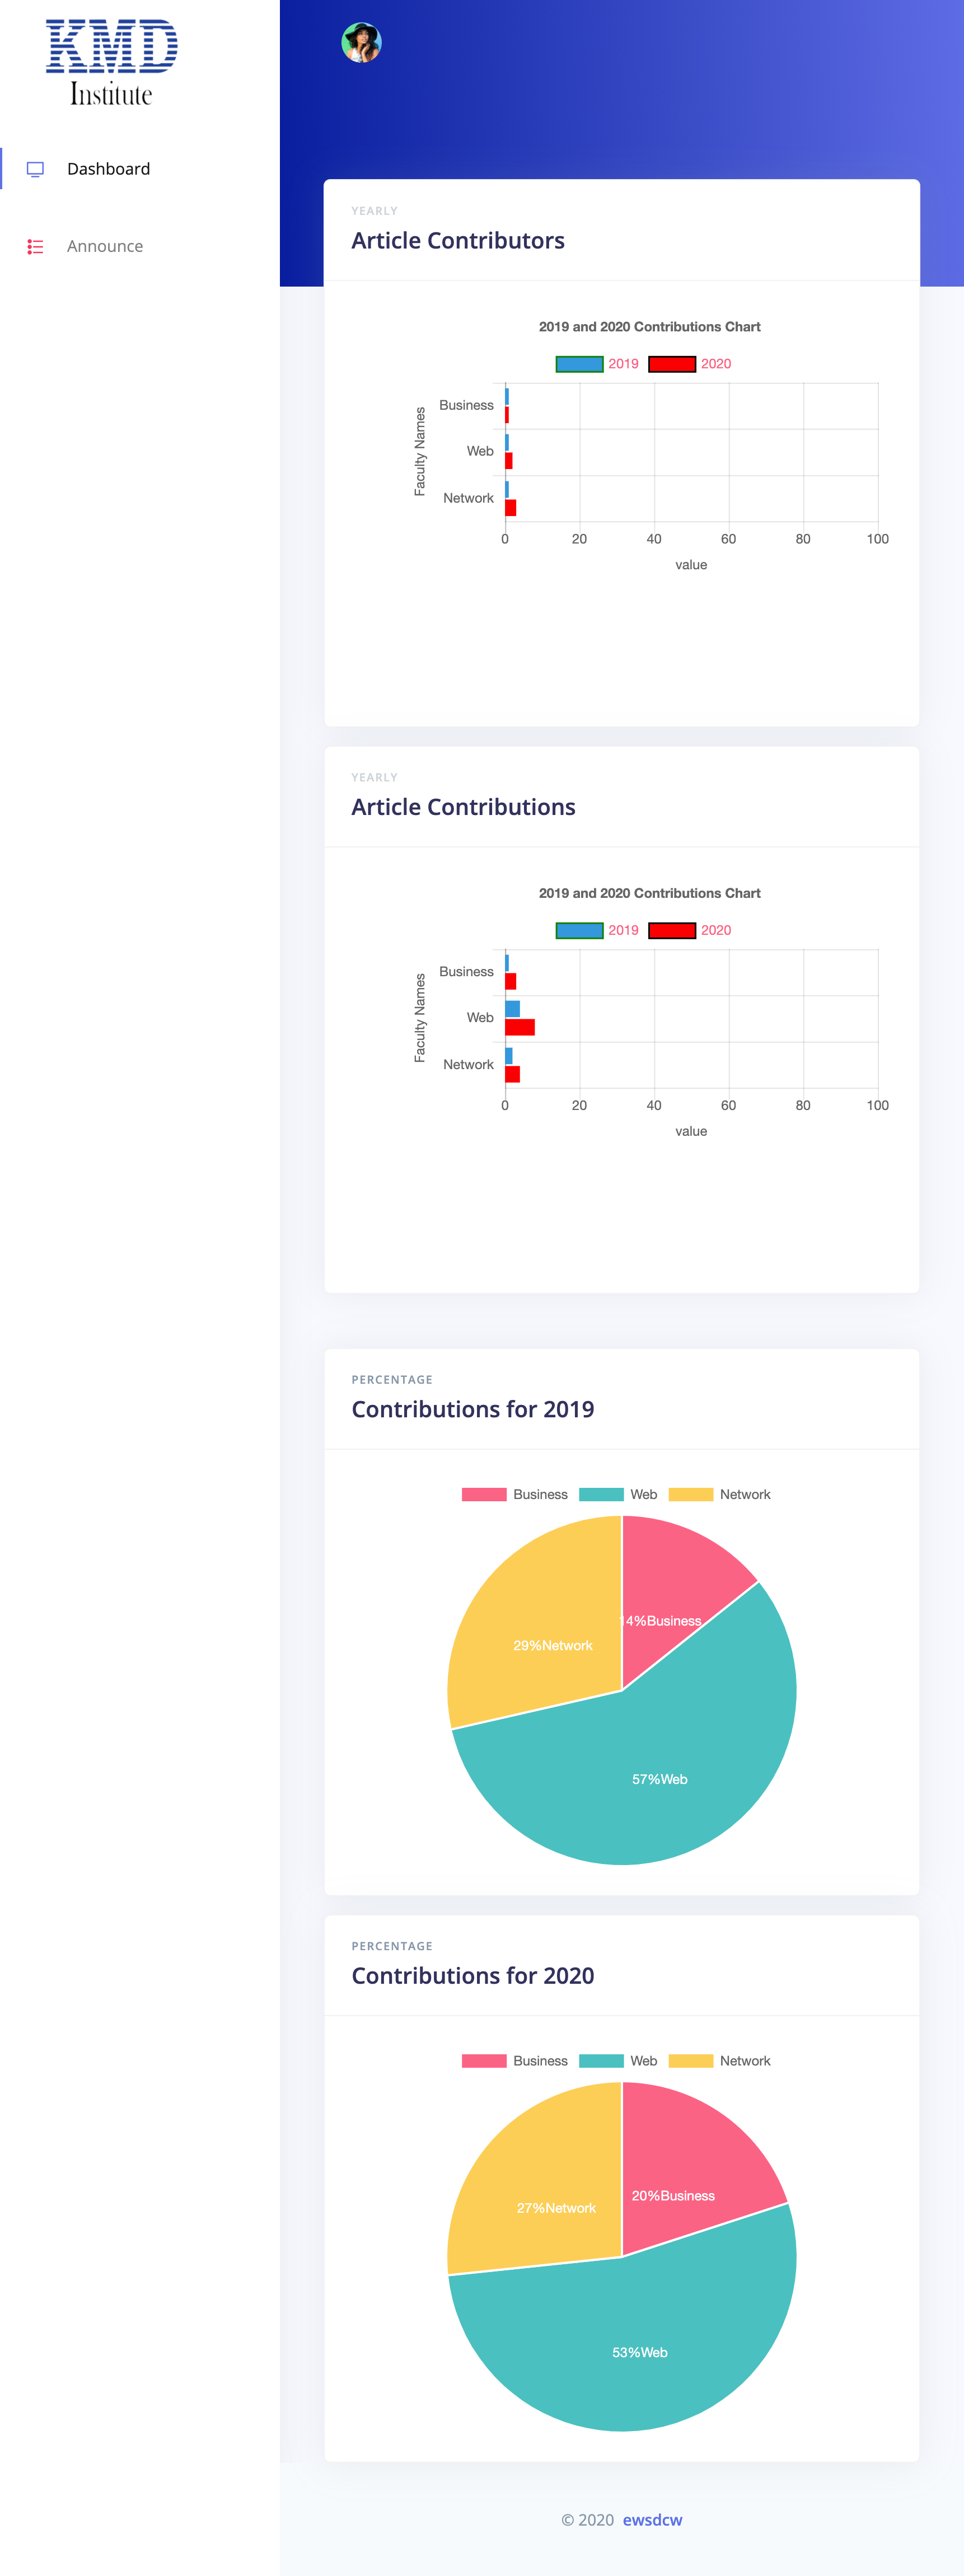 KMD
Institute
Dashboard
Announce
YEARLY
Article Contributors
2019 and 2020 Contributions Chart
2019 2020
Faculty Names
Business
Web
Network
0 20 40 60 80 100
value
YEARLY
Article Contributions
2019 and 2020 Contributions Chart
2019 2020
Faculty Names
Business
Web
Network
0 20 40 60 80 100
value
PERCENTAGE
Contributions for 2019
Business Web Network
14%Business
29%Network
57%Web
PERCENTAGE
Contributions for 2020
Business Web Network
20%Business
27%Network
53%Web
© 2020 ewsdcw